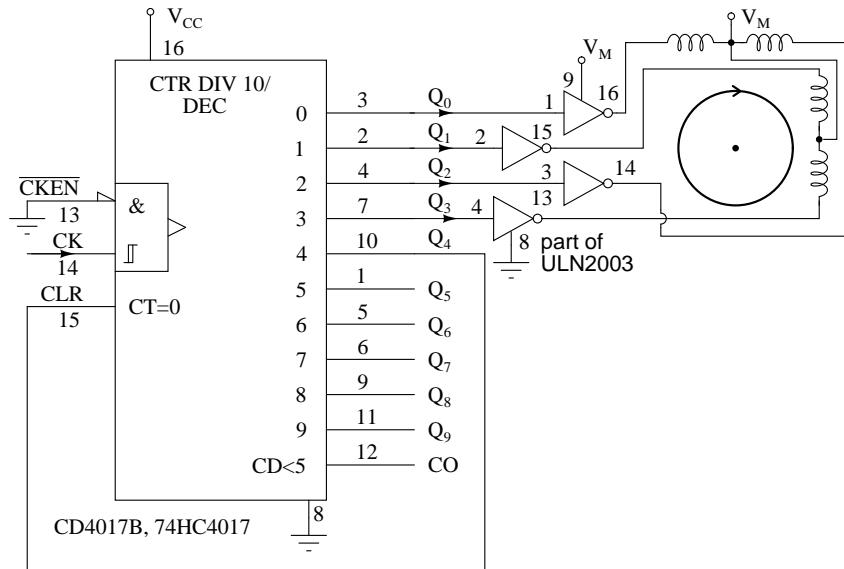 V_CC
16
CTR DIV 10/
DEC
V_M
V_M
9
0 3 Q_0 1 16
1 2 Q_1 2 15
2 4 Q_2 3 14
3 7 Q_3 4 13
8
part of
ULN2003
4 10 Q_4
5 1 Q_5
6 5 Q_6
7 6 Q_7
8 9 Q_8
9 11 Q_9
CD<5 12 CO
CKEN
13
&
CK
14
CLR
15
CT=0
8
CD4017B, 74HC4017